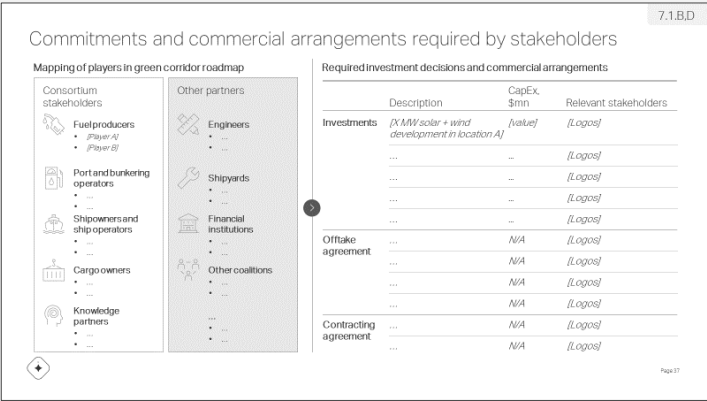 7.1.B,D
Commitments and commercial arrangements required by stakeholders
Mapping of players in green corridor roadmap
Consortium
stakeholders
Fuel producers
• [Player A]
• [Player B]
Port and bunkering
operators
• ...
• ...
Shipowners and
ship operators
• ...
• ...
Cargo owners
• ...
• ...
Knowledge
partners
• ...
• ...
Other partners
Engineers
• ...
• ...
Shipyards
• ...
• ...
Financial
institutions
• ...
• ...
Other coalitions
• ...
• ...
...
• ...
• ...
Required investment decisions and commercial arrangements
Description CapEx, $mn Relevant stakeholders
Investments [X MW solar + wind development in location A] [value] [Logos]
... ... [Logos]
... ... [Logos]
... ... [Logos]
... ... [Logos]
Offtake agreement ... N/A [Logos]
... N/A [Logos]
... N/A [Logos]
... N/A [Logos]
Contracting agreement ... N/A [Logos]
... N/A [Logos]
Page 37